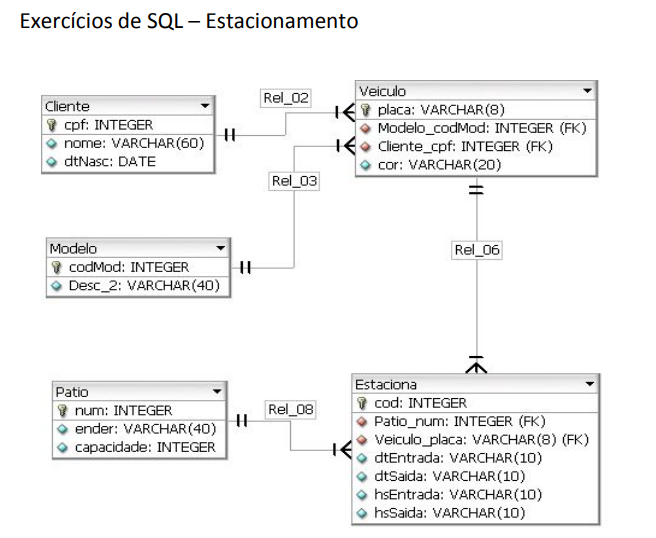 Exercícios de SQL – Estacionamento
Rel_02
Cliente
cpf: INTEGER
nome: VARCHAR(60)
dtNasc: DATE
Veiculo
placa: VARCHAR(8)
Modelo_codMod: INTEGER (FK)
Cliente_cpf: INTEGER (FK)
cor: VARCHAR(20)
Rel_03
Modelo
codMod: INTEGER
Desc_2: VARCHAR(40)
Rel_06
Patio
num: INTEGER
ender: VARCHAR(40)
capacidade: INTEGER
Rel_08
Estaciona
cod: INTEGER
Patio_num: INTEGER (FK)
Veiculo_placa: VARCHAR(8) (FK)
dtEntrada: VARCHAR(10)
dtSaida: VARCHAR(10)
hsEntrada: VARCHAR(10)
hsSaida: VARCHAR(10)